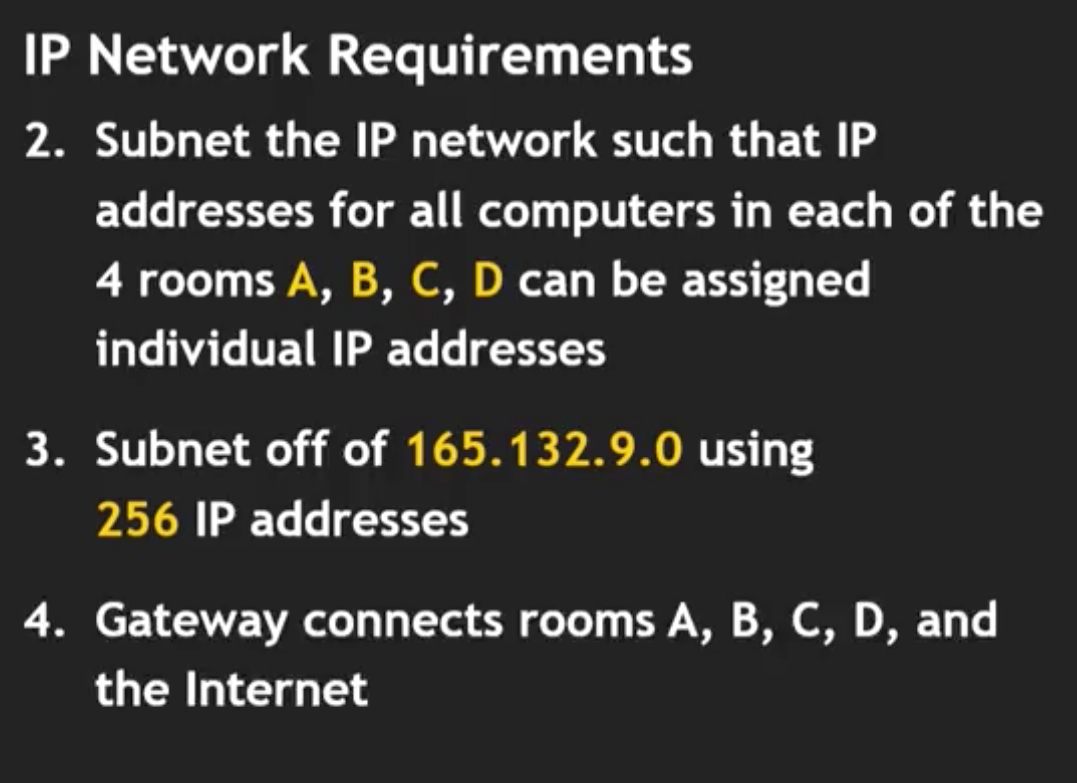 IP Network Requirements
2. Subnet the IP network such that IP
addresses for all computers in each of the
4 rooms A, B, C, D can be assigned
individual IP addresses
3. Subnet off of 165.132.9.0 using
256 IP addresses
4. Gateway connects rooms A, B, C, D, and
the Internet